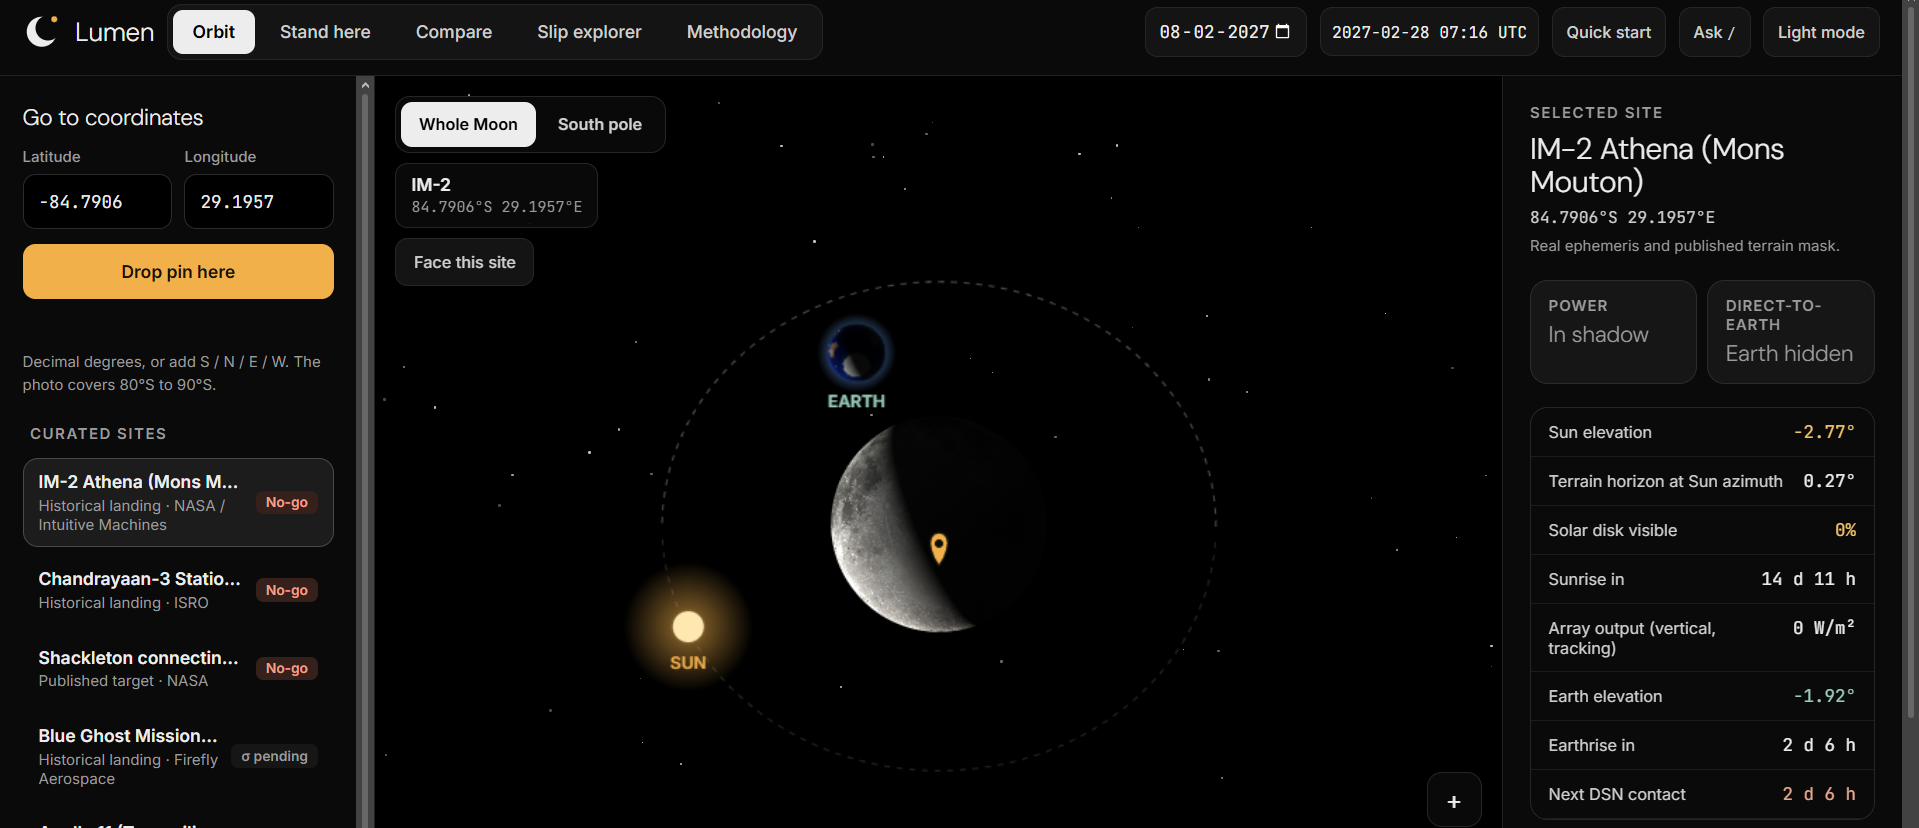 Lumen
Orbit
Stand here
Compare
Slip explorer
Methodology
08-02-2027
2027-02-28 07:16 UTC
Quick start
Ask /
Light mode
Go to coordinates
Latitude
Longitude
-84.7906
29.1957
Drop pin here
Decimal degrees, or add S / N / E / W. The
photo covers 80°S to 90°S.
CURATED SITES
IM-2 Athena (Mons M...
Historical landing · NASA /
Intuitive Machines
No-go
Chandrayaan-3 Statio...
Historical landing · ISRO
No-go
Shackleton connectin...
Published target · NASA
No-go
Blue Ghost Mission...
Historical landing · Firefly
Aerospace
σ pending
Whole Moon
South pole
IM-2
84.7906°S 29.1957°E
Face this site
EARTH
SUN
+
SELECTED SITE
IM-2 Athena (Mons
Mouton)
84.7906°S 29.1957°E
Real ephemeris and published terrain mask.
POWER
In shadow
DIRECT-TO-
EARTH
Earth hidden
Sun elevation
-2.77°
Terrain horizon at Sun azimuth
0.27°
Solar disk visible
0%
Sunrise in
14 d 11 h
Array output (vertical,
tracking)
0 W/m²
Earth elevation
-1.92°
Earthrise in
2 d 6 h
Next DSN contact
2 d 6 h